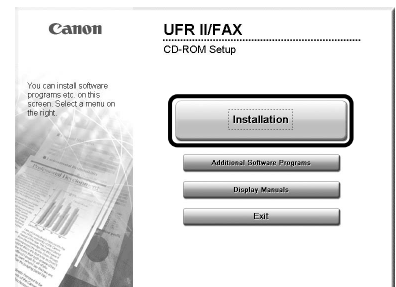 Canon
UFR II/FAX
CD-ROM Setup
You can install software
programs etc. on this
screen. Select a menu on
the right.
Installation
Additional Software Programs
Display Manuals
Exit